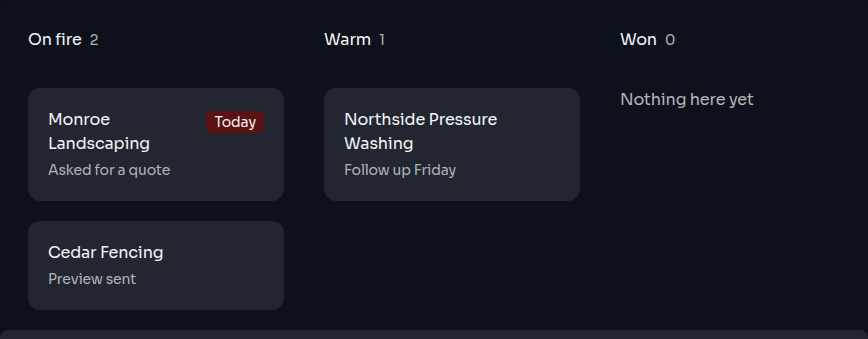 On fire 2
Monroe
Landscaping
Today
Asked for a quote
Cedar Fencing
Preview sent
Warm 1
Northside Pressure
Washing
Follow up Friday
Won 0
Nothing here yet